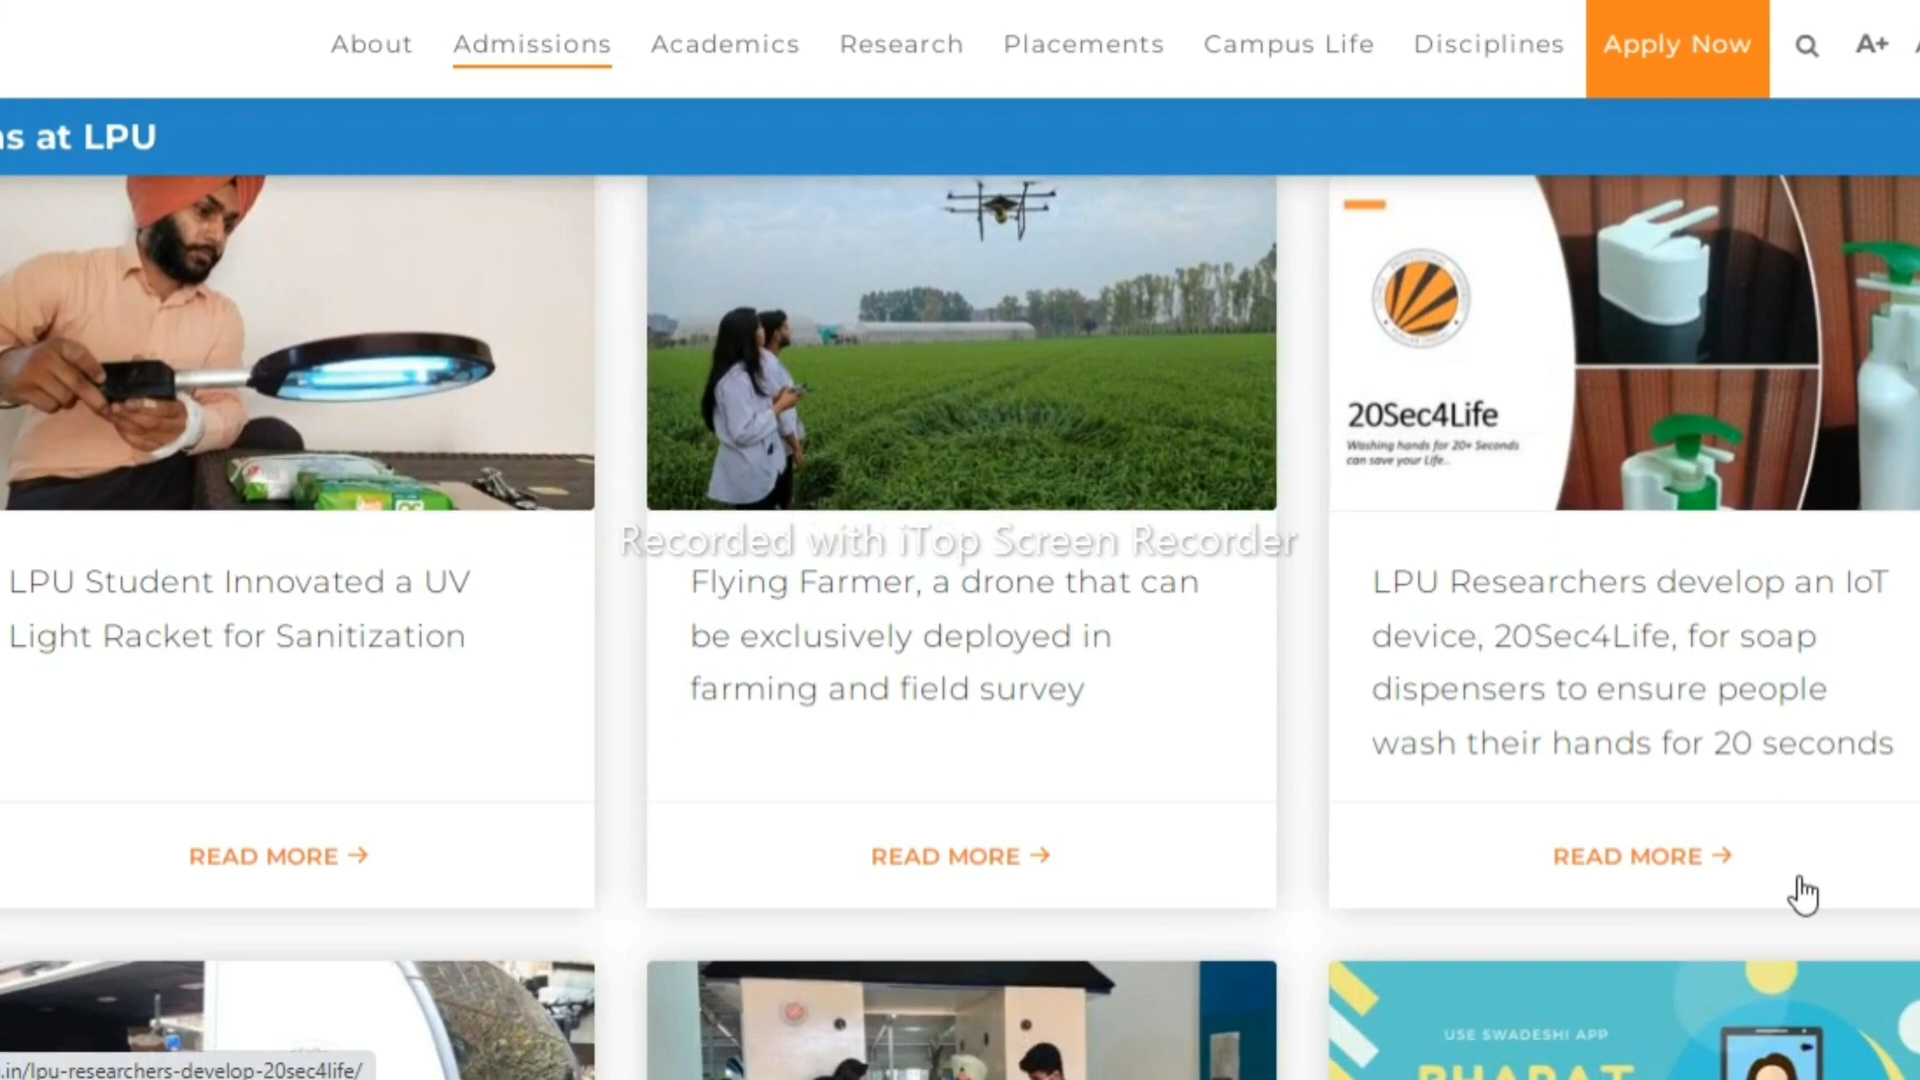 About Admissions Academics Research Placements Campus Life Disciplines Apply Now A+
at LPU
20Sec4Life
Washing hands for 20+ Seconds
can save your Life..
Recorded with iTop Screen Recorder
LPU Student Innovated a UV
Light Racket for Sanitization
READ MORE →
Flying Farmer, a drone that can
be exclusively deployed in
farming and field survey
READ MORE →
LPU Researchers develop an IoT
device, 20Sec4Life, for soap
dispensers to ensure people
wash their hands for 20 seconds
READ MORE →
USE SWADESHI APP
BHARAT
.in/lpu-researchers-develop-20sec4life/